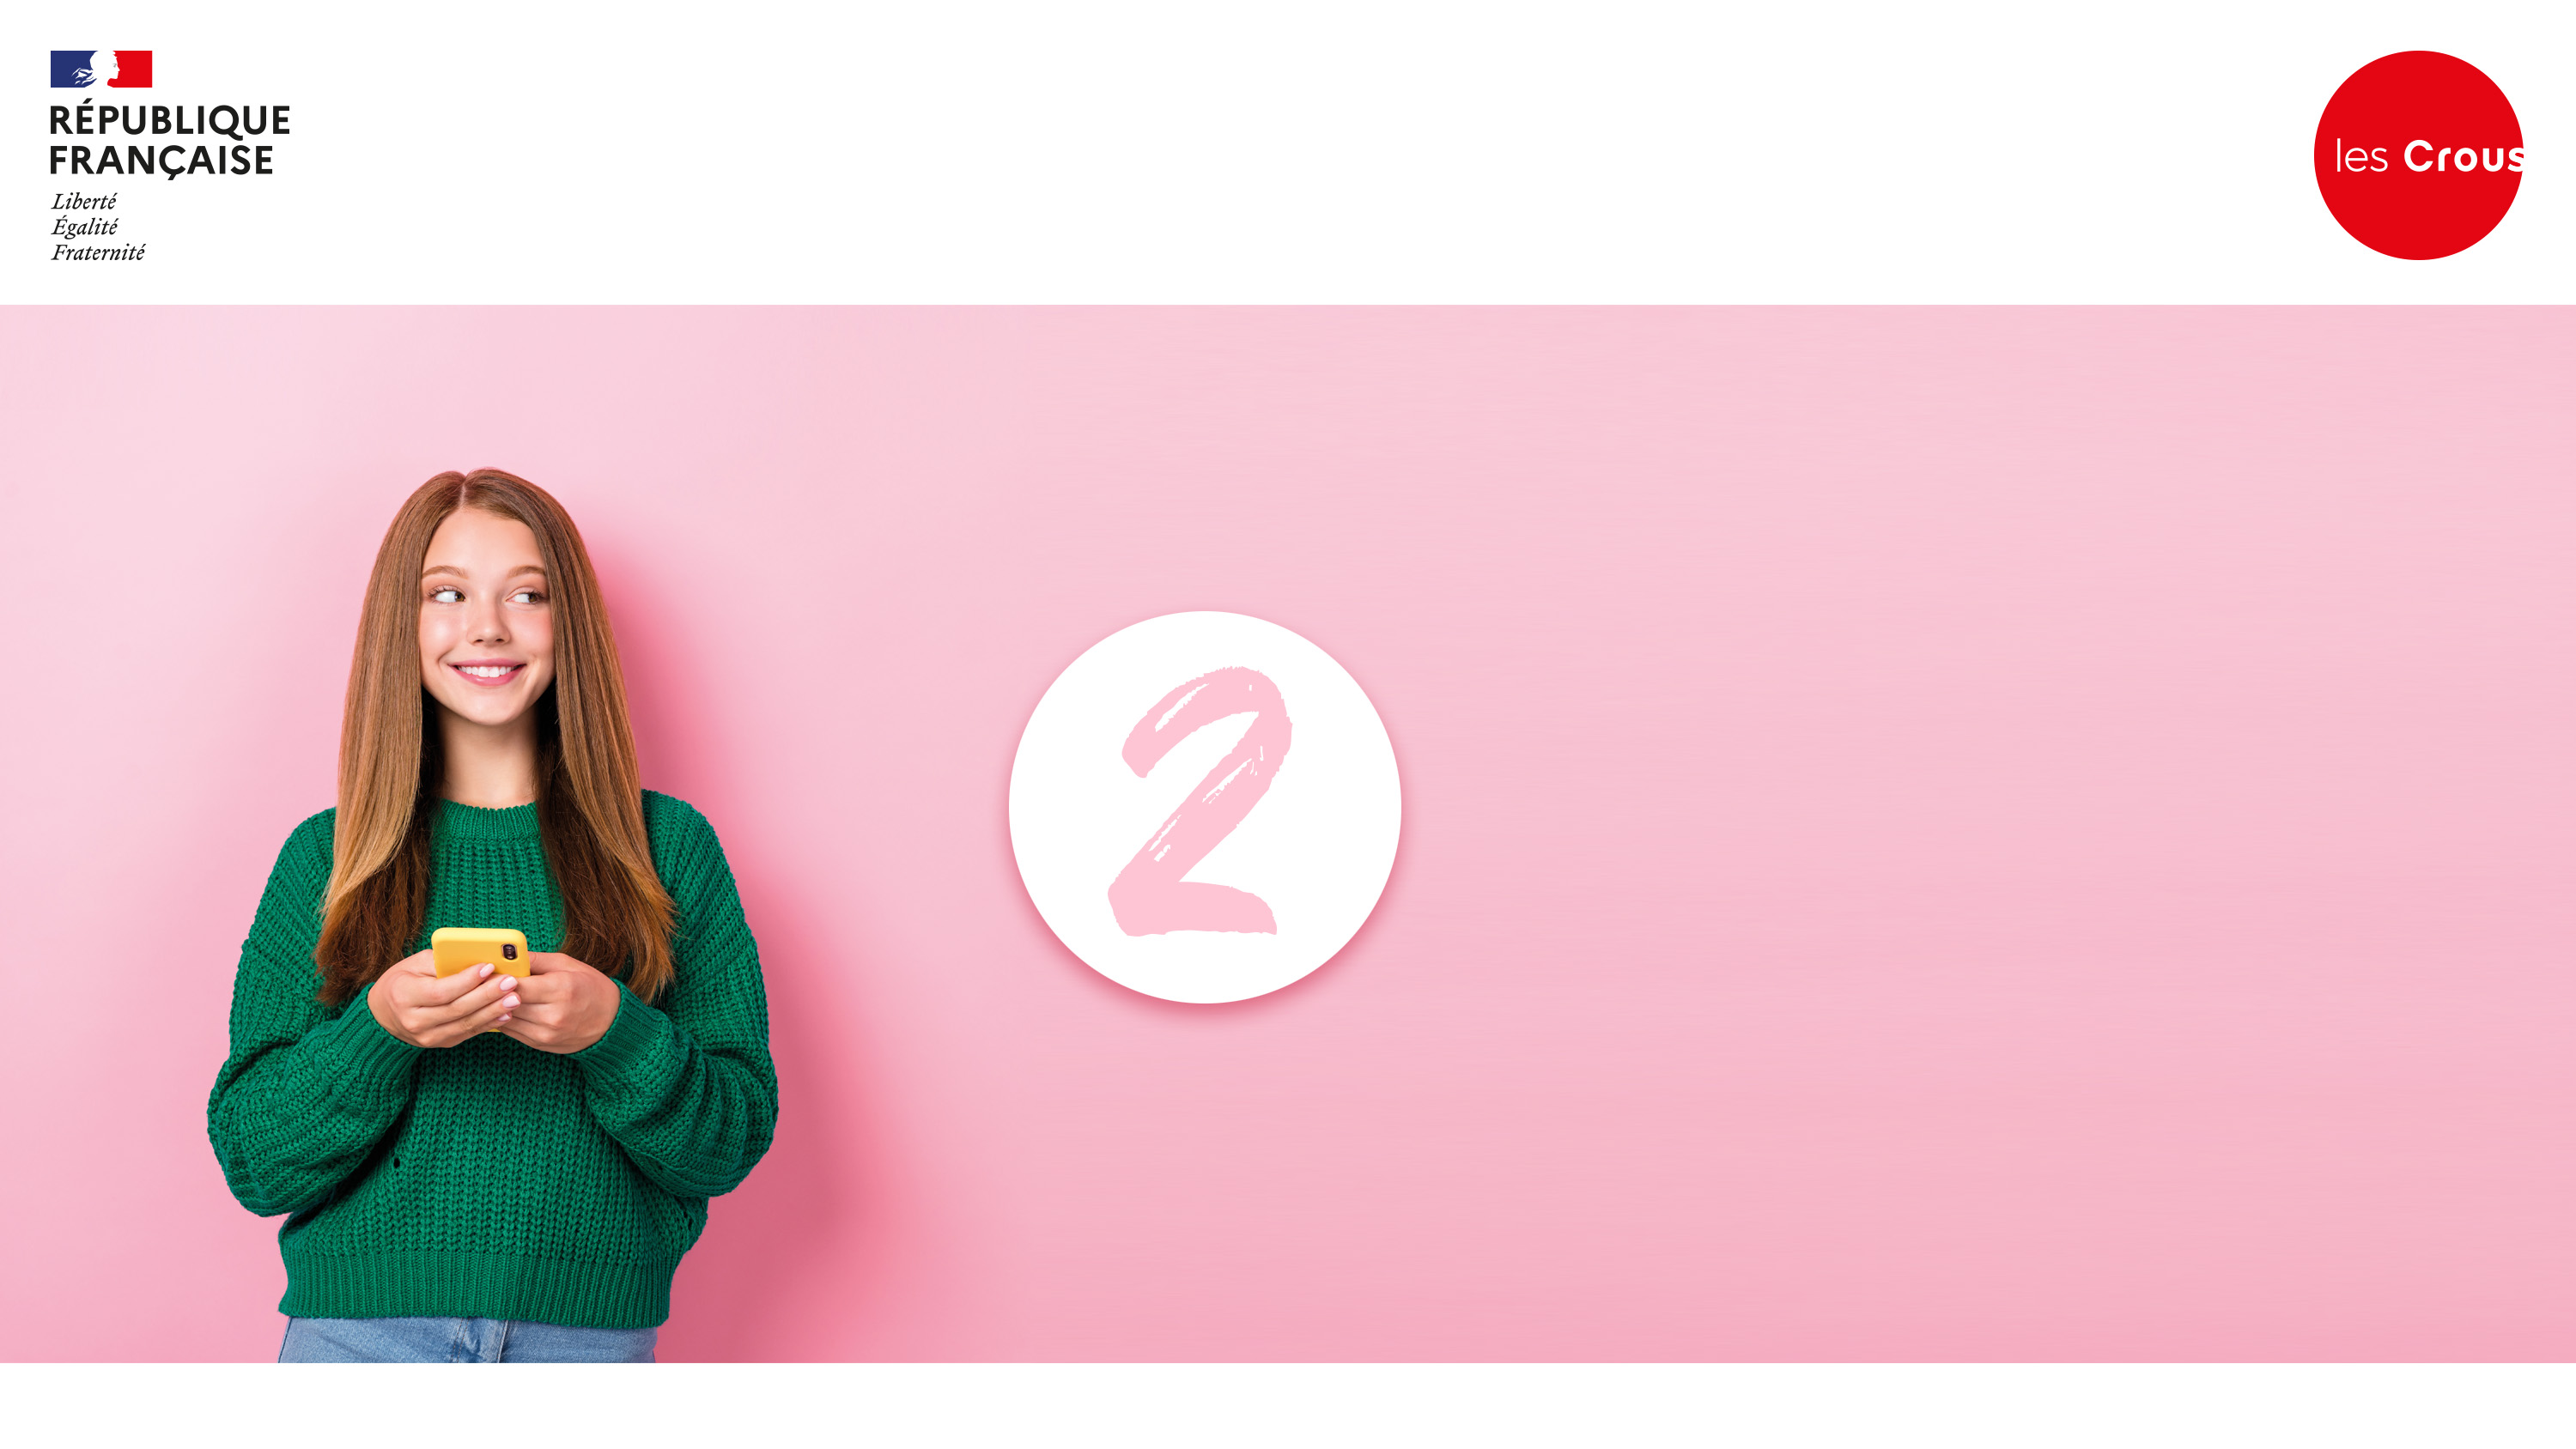 RÉPUBLIQUE
FRANÇAISE
Liberté
Égalité
Fraternité
les Crous
2